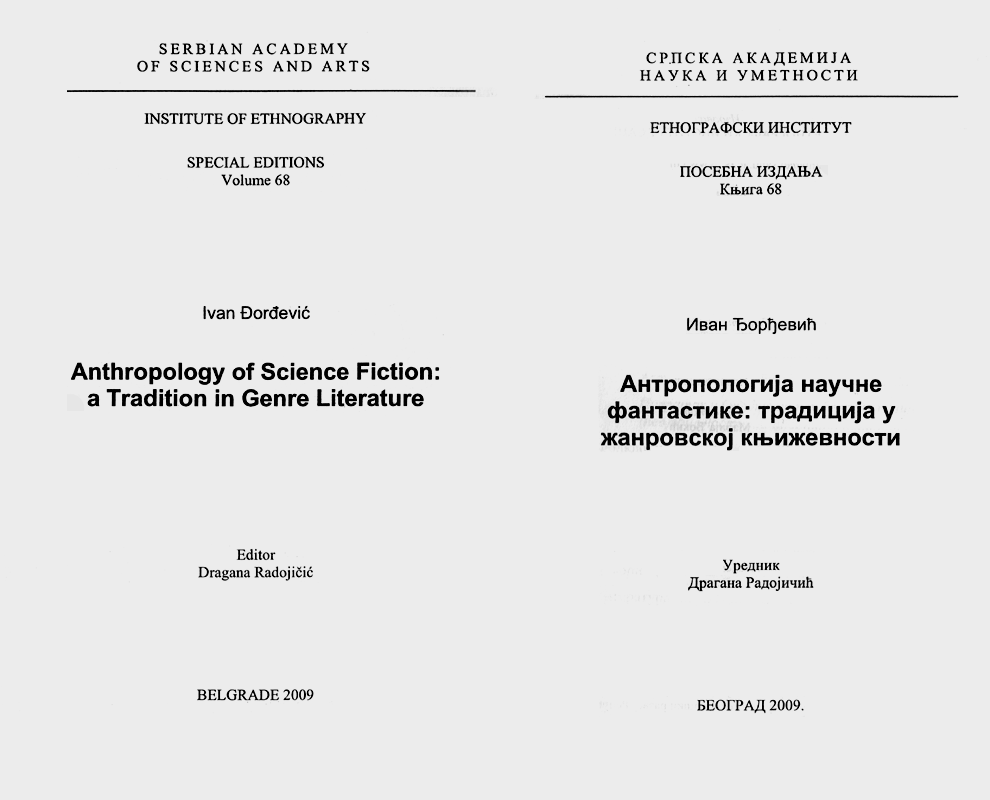 SERBIAN ACADEMY
OF SCIENCES AND ARTS
INSTITUTE OF ETHNOGRAPHY
SPECIAL EDITIONS
Volume 68
Ivan Đorđević
Anthropology of Science Fiction:
a Tradition in Genre Literature
Editor
Dragana Radojičić
BELGRADE 2009
СРПСКА АКАДЕМИЈА
НАУКА И УМЕТНОСТИ
ЕТНОГРАФСКИ ИНСТИТУТ
ПОСЕБНА ИЗДАЊА
Књига 68
Иван Ђорђевић
Антропологија научне
фантастике: традиција у
жанровској књижевности
Уредник
Драгана Радојичић
БЕОГРАД 2009.